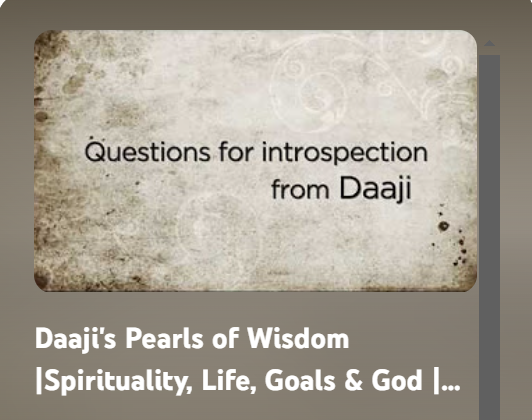 Questions for introspection
from Daaji
Daaji's Pearls of Wisdom
|Spirituality, Life, Goals & God |...